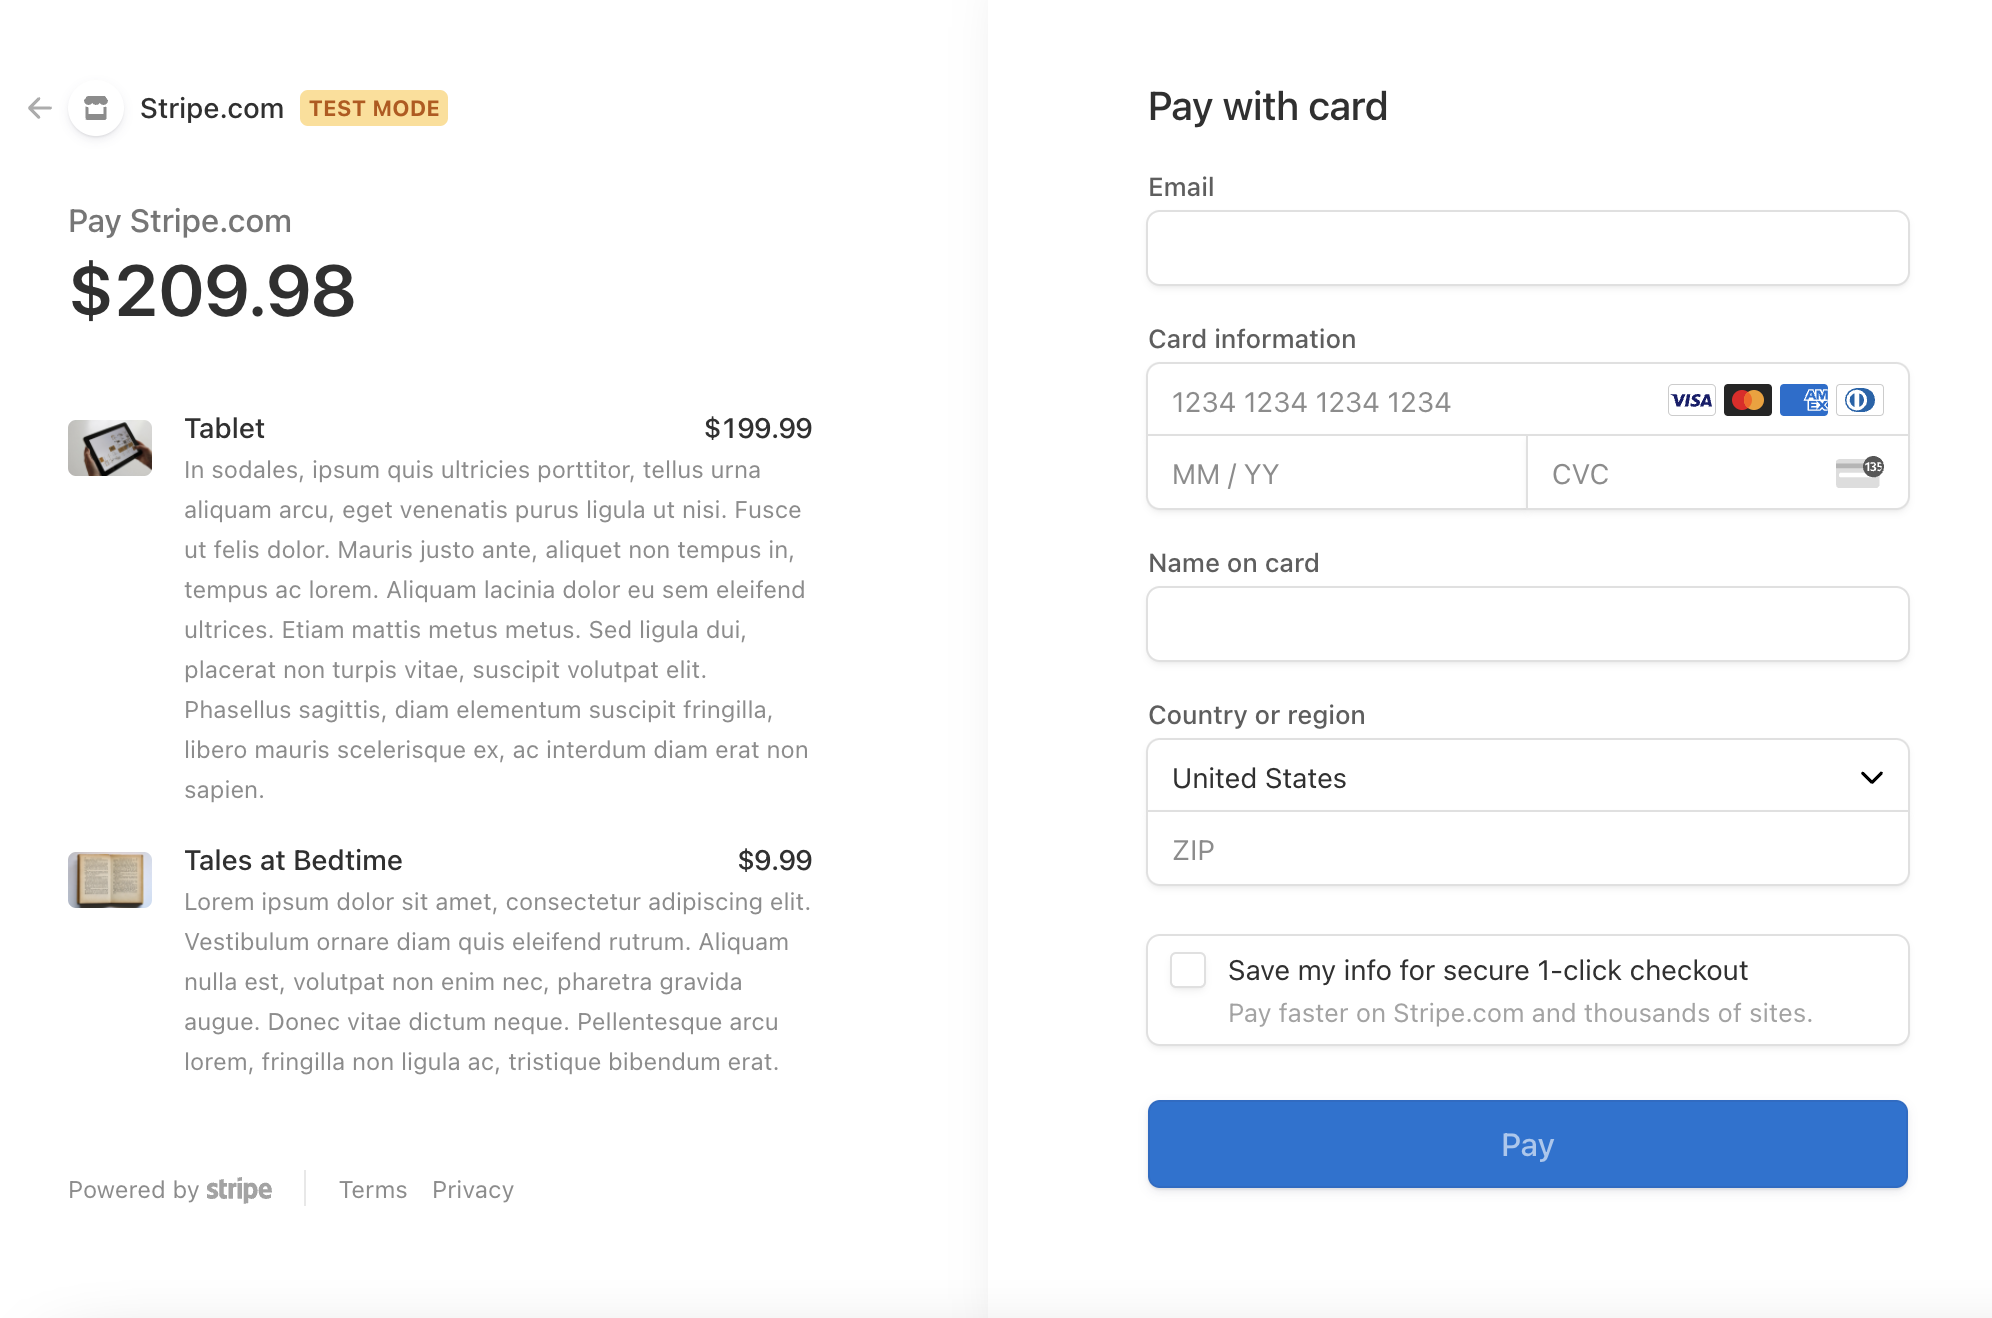 Stripe.com TEST MODE
Pay Stripe.com
$209.98
Tablet $199.99
In sodales, ipsum quis ultricies porttitor, tellus urna
aliquam arcu, eget venenatis purus ligula ut nisi. Fusce
ut felis dolor. Mauris justo ante, aliquet non tempus in,
tempus ac lorem. Aliquam lacinia dolor eu sem eleifend
ultrices. Etiam mattis metus metus. Sed ligula dui,
placerat non turpis vitae, suscipit volutpat elit.
Phasellus sagittis, diam elementum suscipit fringilla,
libero mauris scelerisque ex, ac interdum diam erat non
sapien.
Tales at Bedtime $9.99
Lorem ipsum dolor sit amet, consectetur adipiscing elit.
Vestibulum ornare diam quis eleifend rutrum. Aliquam
nulla est, volutpat non enim nec, pharetra gravida
augue. Donec vitae dictum neque. Pellentesque arcu
lorem, fringilla non ligula ac, tristique bibendum erat.
Powered by stripe Terms Privacy
Pay with card
Email
Card information
1234 1234 1234 1234 VISA AM EX
MM / YY CVC 135
Name on card
Country or region
United States
ZIP
Save my info for secure 1-click checkout
Pay faster on Stripe.com and thousands of sites.
Pay